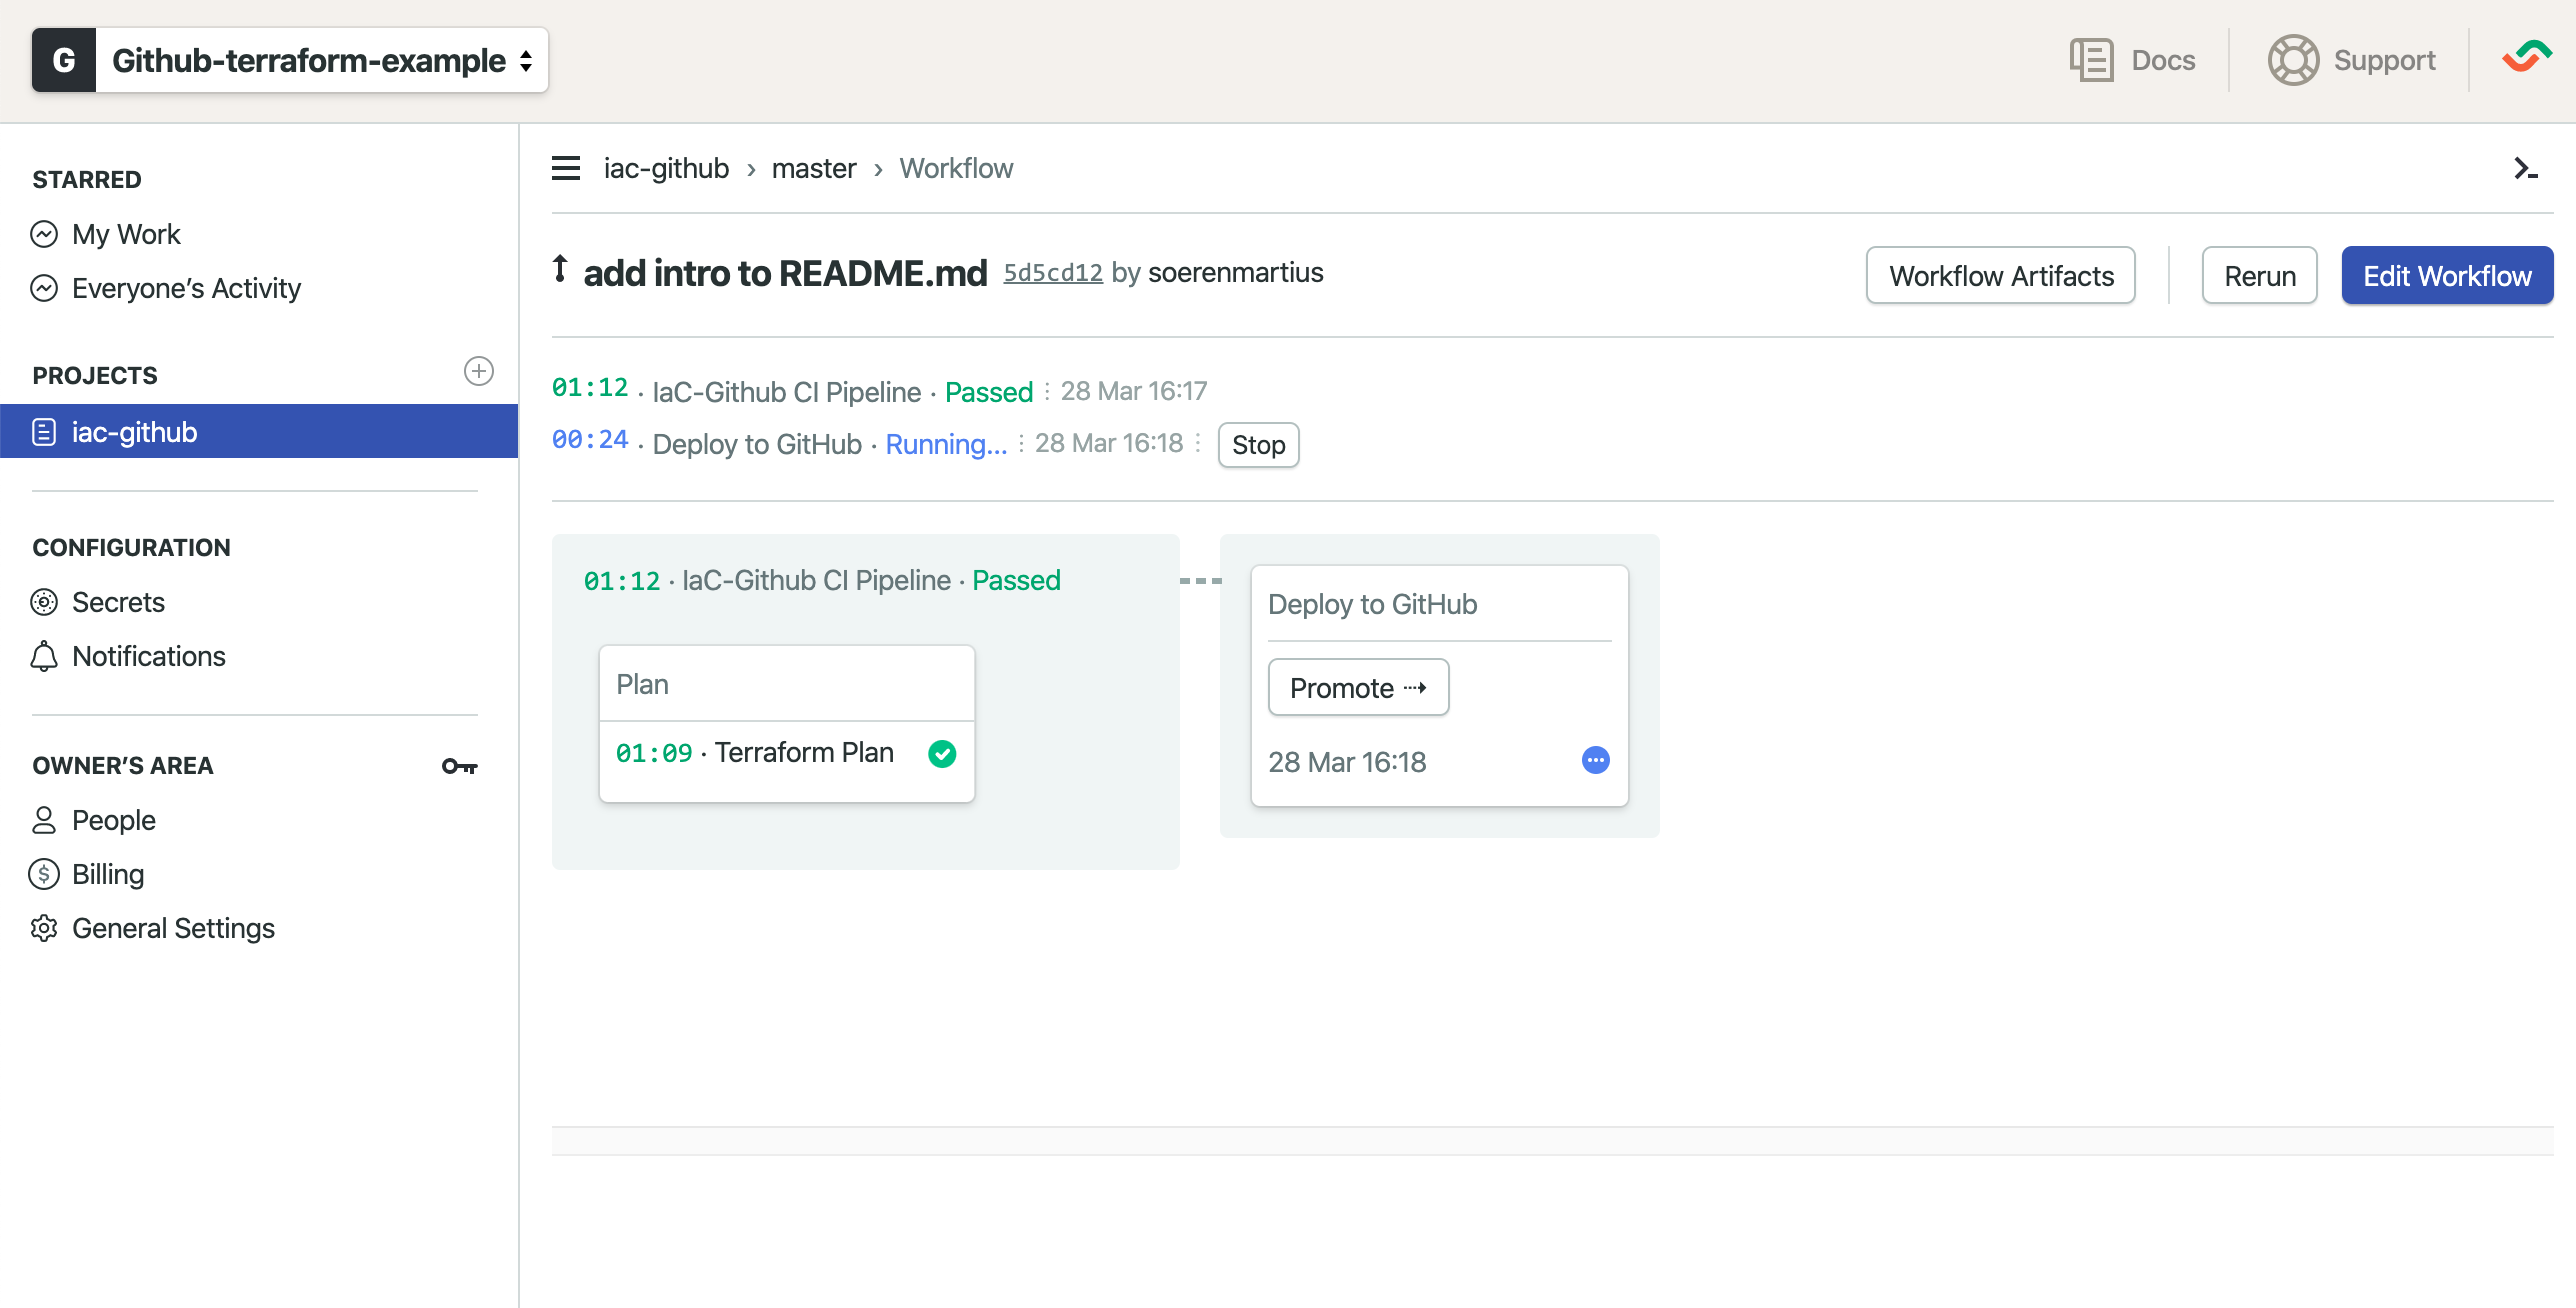 G Github-terraform-example
Docs
Support
STARRED
My Work
Everyone’s Activity
PROJECTS
iac-github
CONFIGURATION
Secrets
Notifications
OWNER’S AREA
People
Billing
General Settings
iac-github › master › Workflow
add intro to README.md 5d5cd12 by soerenmartius
Workflow Artifacts
Rerun
Edit Workflow
01:12 · IaC-Github CI Pipeline · Passed ⋮ 28 Mar 16:17
00:24 · Deploy to GitHub · Running... ⋮ 28 Mar 16:18 ⋮ Stop
01:12 · IaC-Github CI Pipeline · Passed
Plan
01:09 · Terraform Plan
Deploy to GitHub
Promote
28 Mar 16:18